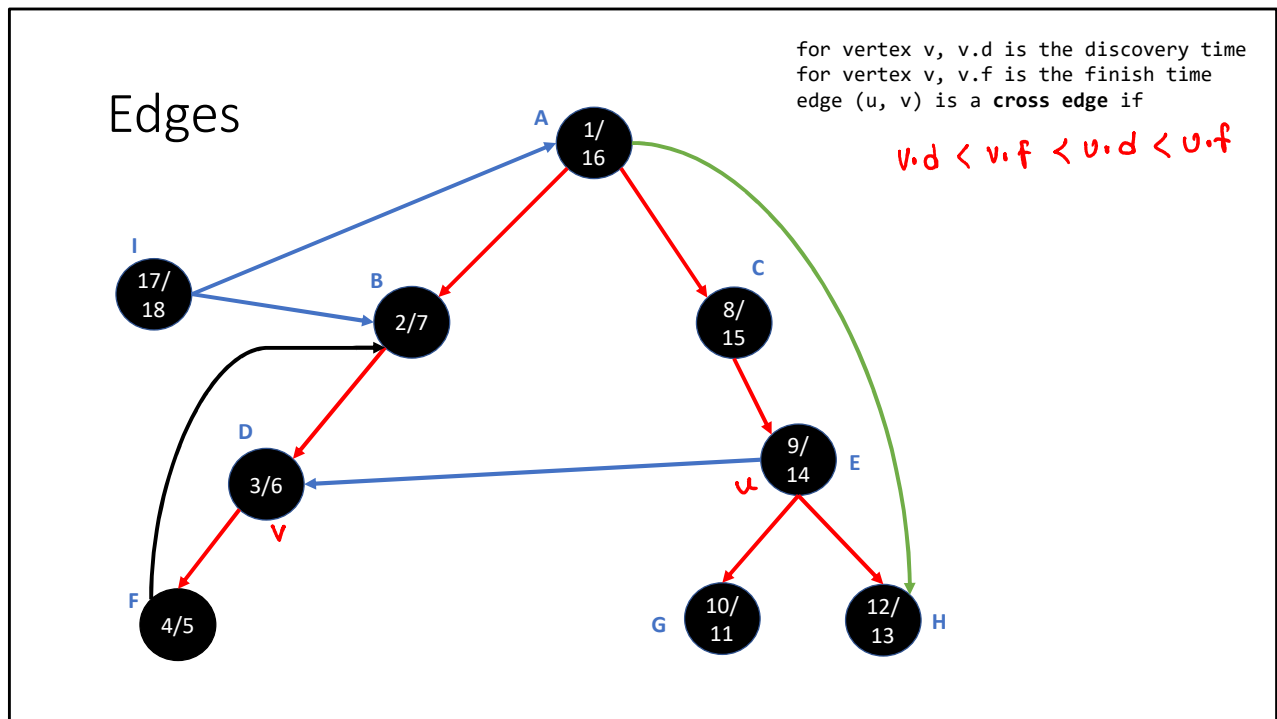 for vertex v, v.d is the discovery time
for vertex v, v.f is the finish time
edge (u, v) is a cross edge if
Edges
v.d < v.f < u.d < u.f
A
1/
16
I
17/
18
B
2/7
C
8/
15
D
3/6
v
9/
14
E
u
F
4/5
G
10/
11
12/
13
H